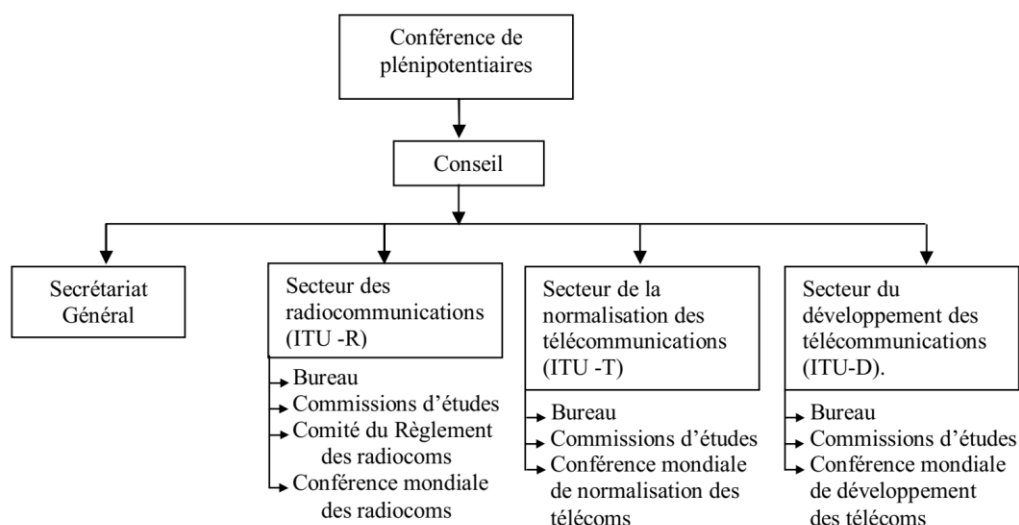 Conférence de
plénipotentiaires
Conseil
Secrétariat
Général
Secteur des
radiocommunications
(ITU -R)
Bureau
Commissions d’études
Comité du Règlement
des radiocoms
Conférence mondiale
des radiocoms
Secteur de la
normalisation des
télécommunications
(ITU -T)
Bureau
Commissions d’études
Conférence mondiale
de normalisation des
télécoms
Secteur du
développement des
télécommunications
(ITU-D).
Bureau
Commissions d’études
Conférence mondiale
de développement
des télécoms